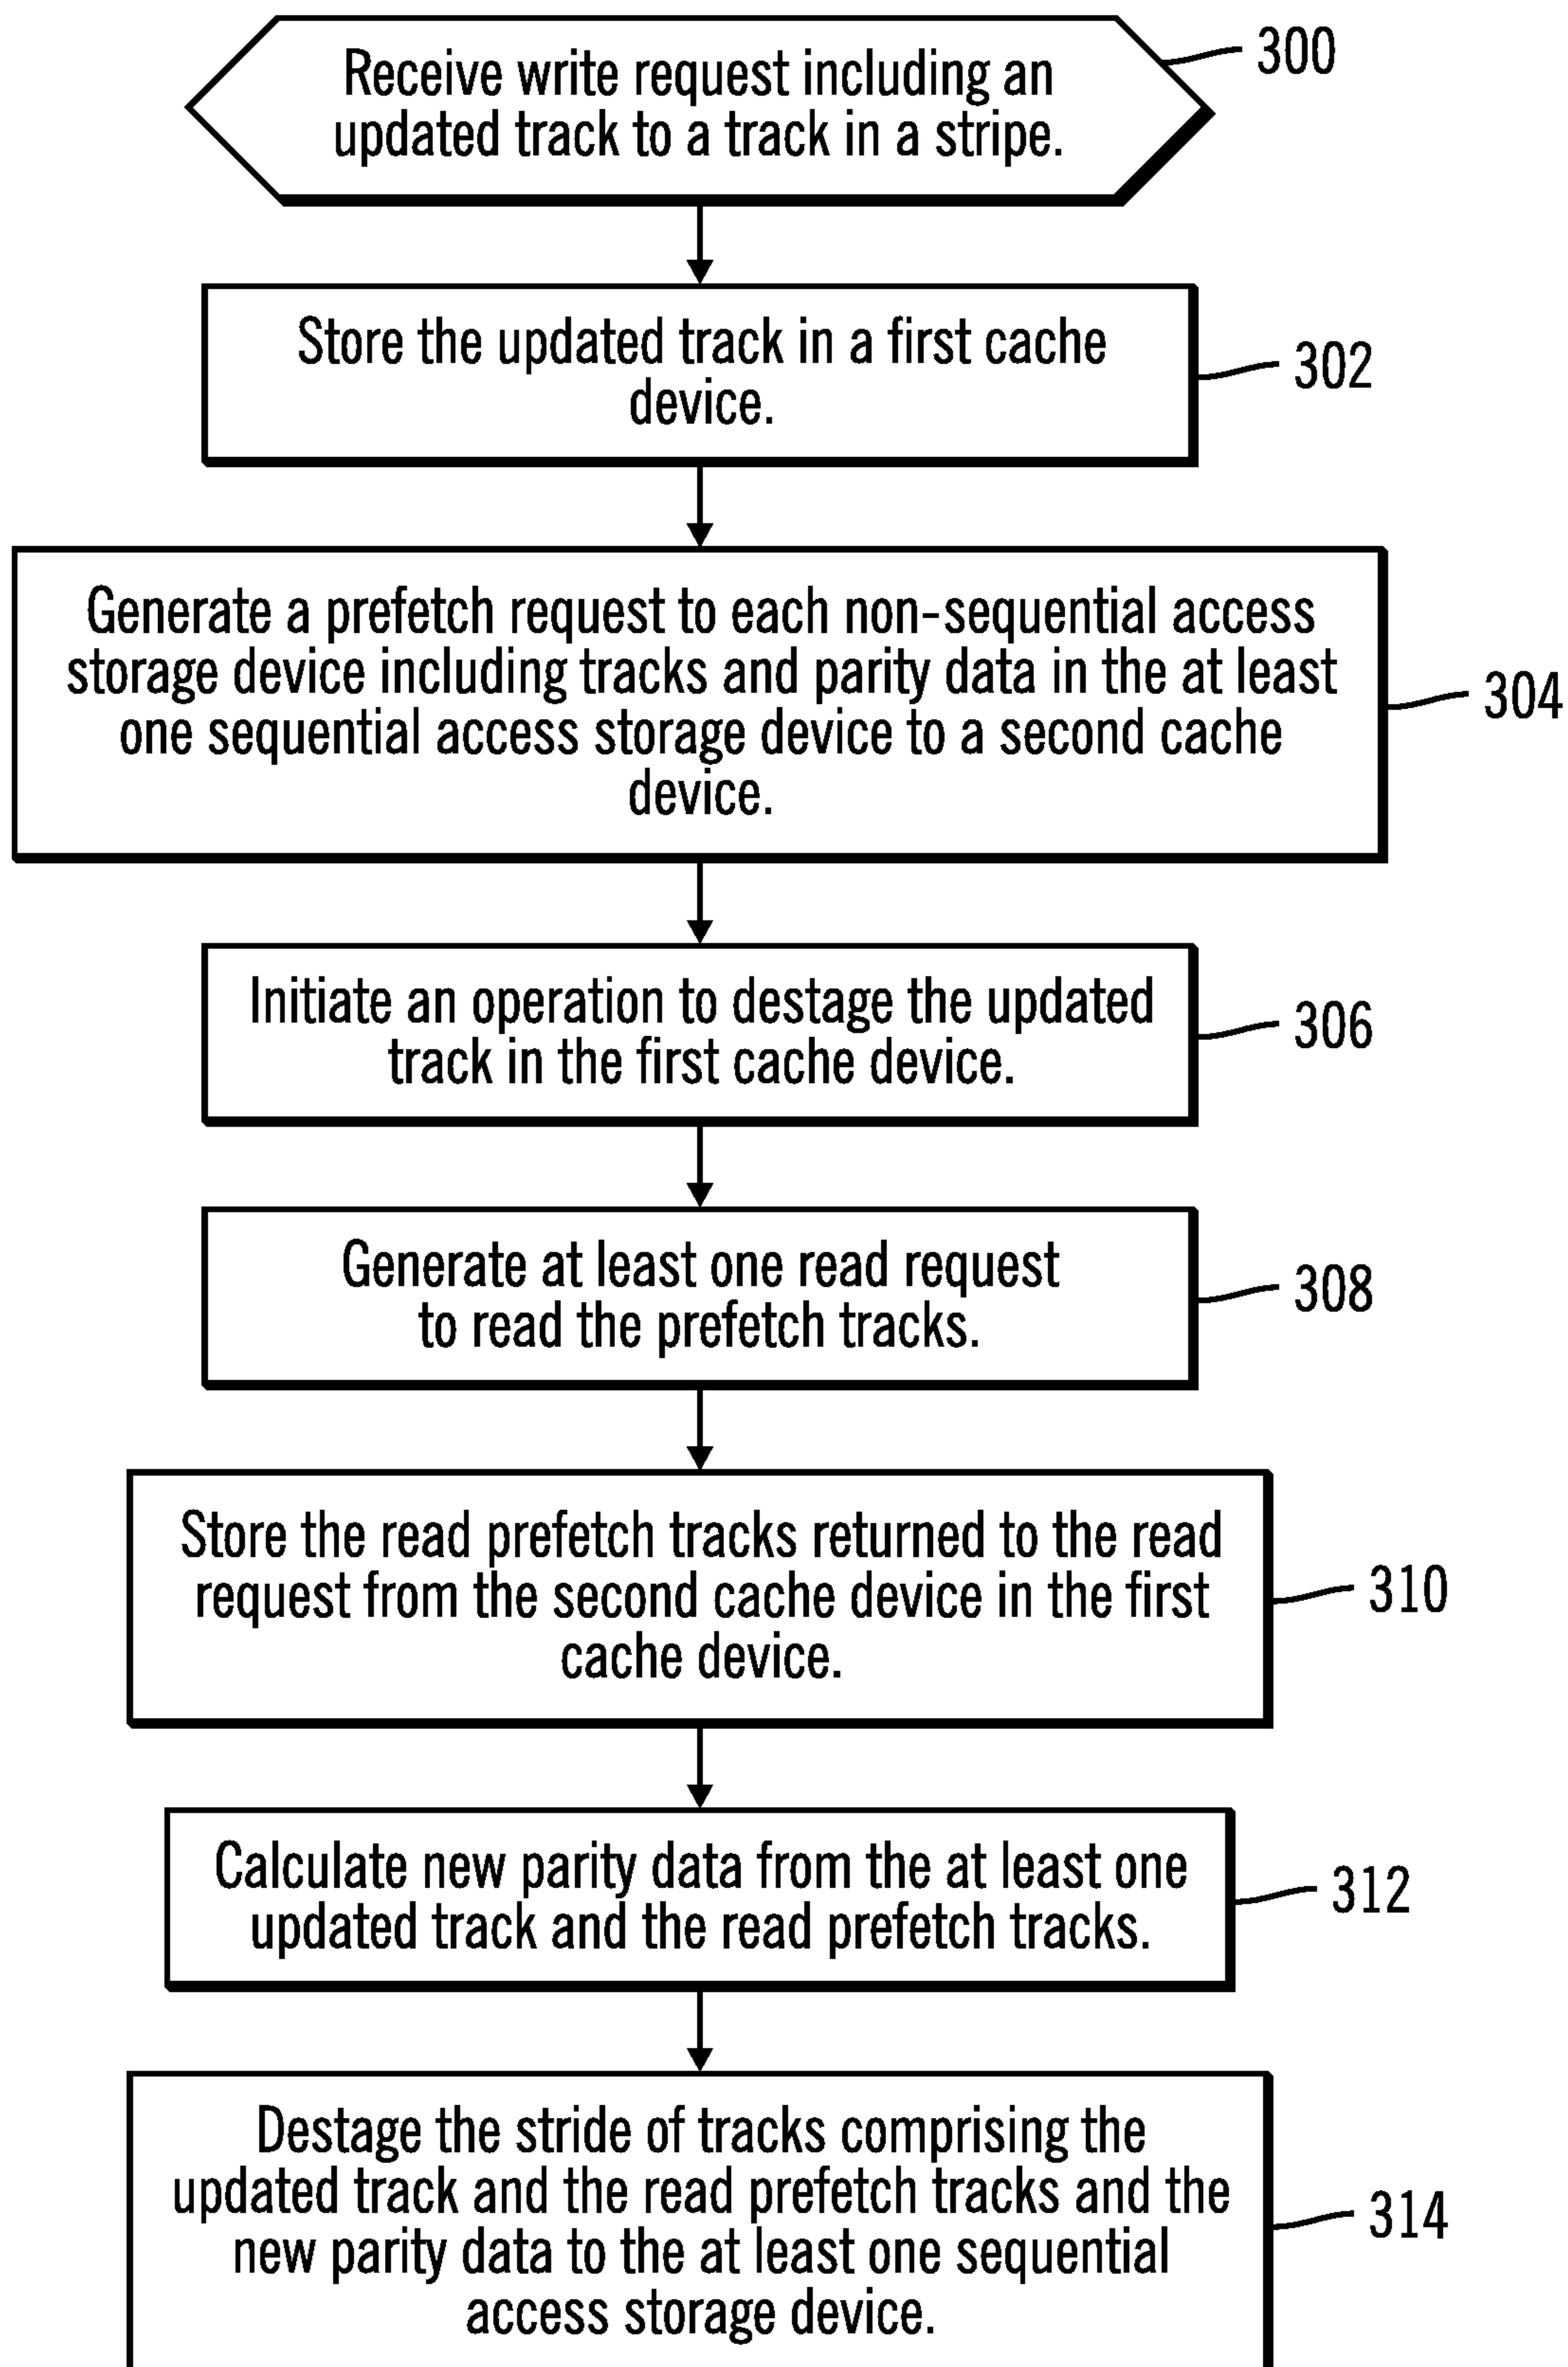 Receive write request including an
updated track to a track in a stripe.
300
Store the updated track in a first cache
device.
302
Generate a prefetch request to each non-sequential access
storage device including tracks and parity data in the at least
one sequential access storage device to a second cache
device.
304
Initiate an operation to destage the updated
track in the first cache device.
306
Generate at least one read request
to read the prefetch tracks.
308
Store the read prefetch tracks returned to the read
request from the second cache device in the first
cache device.
310
Calculate new parity data from the at least one
updated track and the read prefetch tracks.
312
Destage the stride of tracks comprising the
updated track and the read prefetch tracks and the
new parity data to the at least one sequential
access storage device.
314